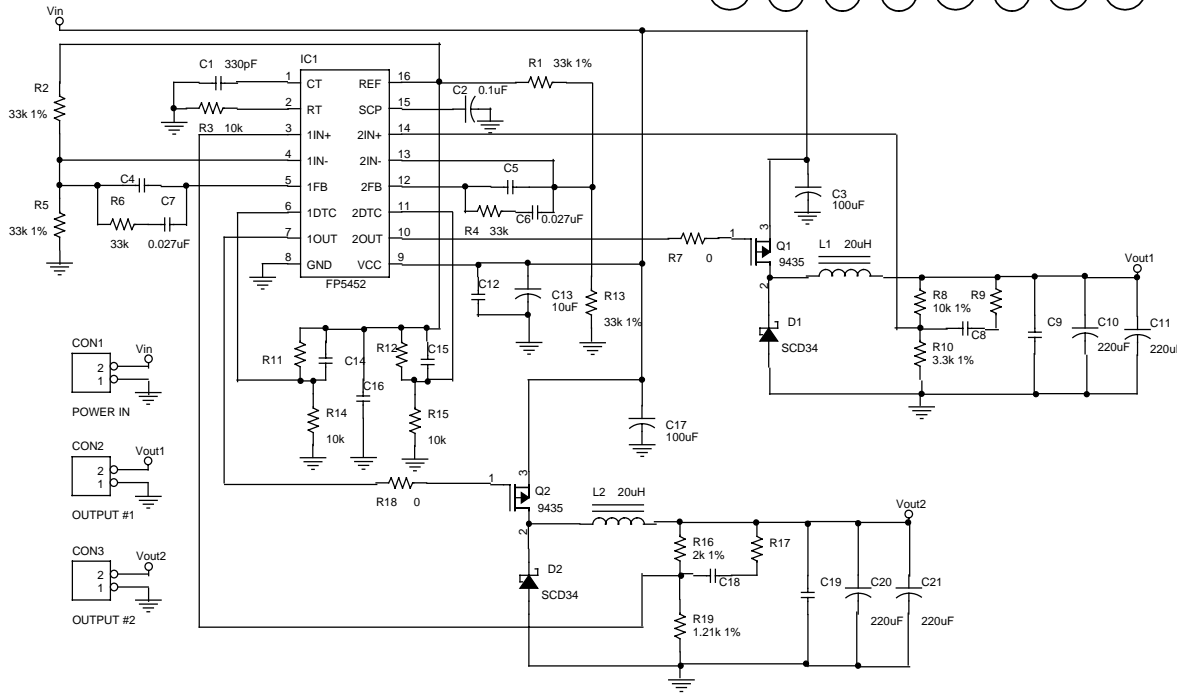 Vin
IC1
C1 330pF
R1 33k 1%
R2
33k 1%
1 CT REF 16
C2 0.1uF
2 RT SCP 15
R3 10k
3 1IN+ 2IN+ 14
4 1IN- 2IN- 13
C4 C7
C5
5 1FB 2FB 12
R5
33k 1%
R6
33k 0.027uF
C6 0.027uF
R4 33k
6 1DTC 2DTC 11
7 1OUT 2OUT 10
8 GND VCC 9
FP5452
R7 0
1
3
2
Q1
9435
C3
100uF
L1 20uH
Vout1
C12
C13
10uF
R13
33k 1%
D1
SCD34
R8
10k 1%
R9
C8
R10
3.3k 1%
C9
C10
220uF
C11
220u
R11
C14
C16
R12
C15
R14
10k
R15
10k
C17
100uF
CON1
Vin
2
1
POWER IN
CON2
Vout1
2
1
OUTPUT #1
CON3
Vout2
2
1
OUTPUT #2
R18 0
1
3
2
Q2
9435
L2 20uH
Vout2
D2
SCD34
R16
2k 1%
R17
C18
R19
1.21k 1%
C19
C20
220uF
C21
220uF